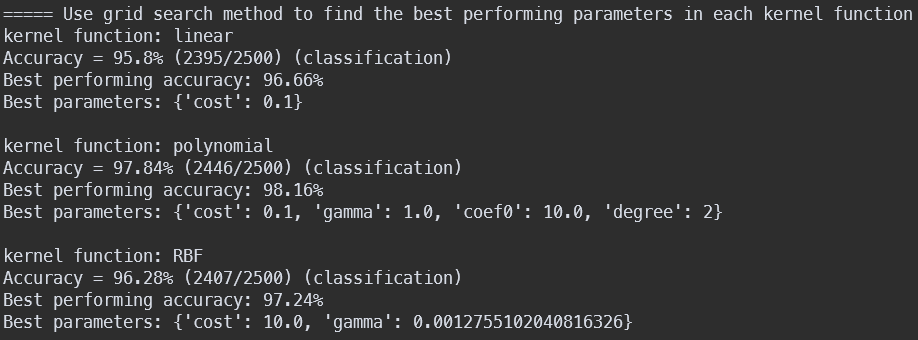 ===== Use grid search method to find the best performing parameters in each kernel function
kernel function: linear
Accuracy = 95.8% (2395/2500) (classification)
Best performing accuracy: 96.66%
Best parameters: {'cost': 0.1}
kernel function: polynomial
Accuracy = 97.84% (2446/2500) (classification)
Best performing accuracy: 98.16%
Best parameters: {'cost': 0.1, 'gamma': 1.0, 'coef0': 10.0, 'degree': 2}
kernel function: RBF
Accuracy = 96.28% (2407/2500) (classification)
Best performing accuracy: 97.24%
Best parameters: {'cost': 10.0, 'gamma': 0.0012755102040816326}